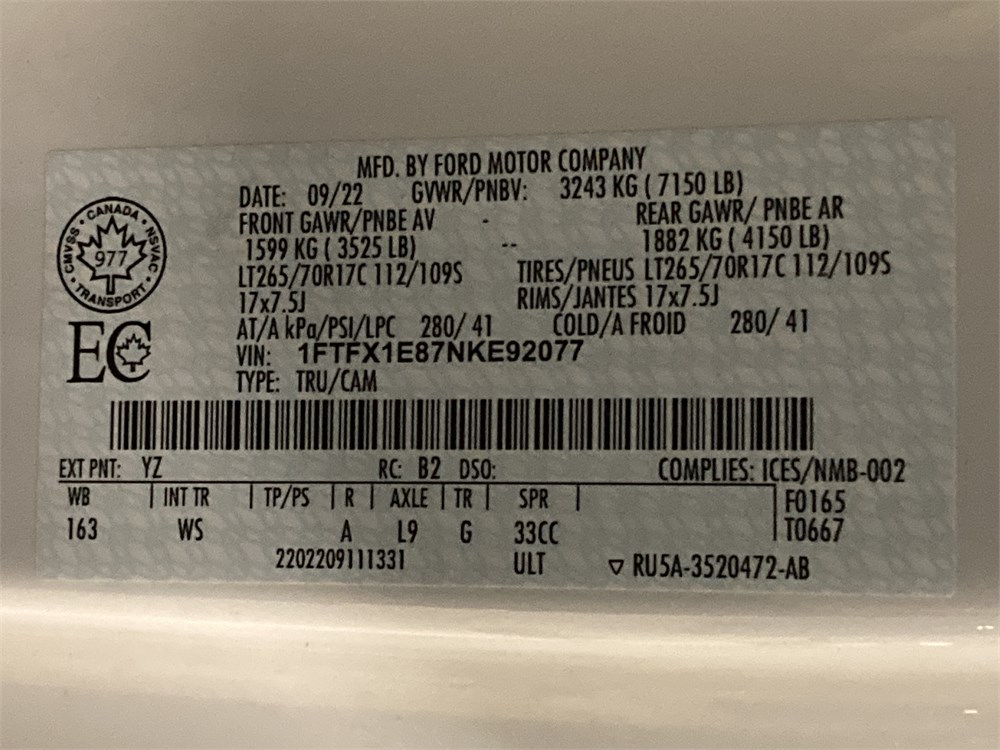 MFD. BY FORD MOTOR COMPANY
DATE: 09/22 GVWR/PNBV: 3243 KG ( 7150 LB)
FRONT GAWR/PNBE AV - REAR GAWR/ PNBE AR
1599 KG ( 3525 LB) -- 1882 KG ( 4150 LB)
LT265/70R17C 112/109S TIRES/PNEUS LT265/70R17C 112/109S
17x7.5J RIMS/JANTES 17x7.5J
AT/A kPa/PSI/LPC 280/ 41 COLD/A FROID 280/ 41
VIN: 1FTFX1E87NKE92077
TYPE: TRU/CAM
CANADA
CMVSS 977 NSVAC
TRANSPORT
EC
EXT PNT: YZ RC: B2 DSO: COMPLIES: ICES/NMB-002
WB | INT TR | TP/PS | R | AXLE | TR | SPR | F0165
163 WS A L9 G 33CC T0667
2202209111331 ULT ▽ RU5A-3520472-AB